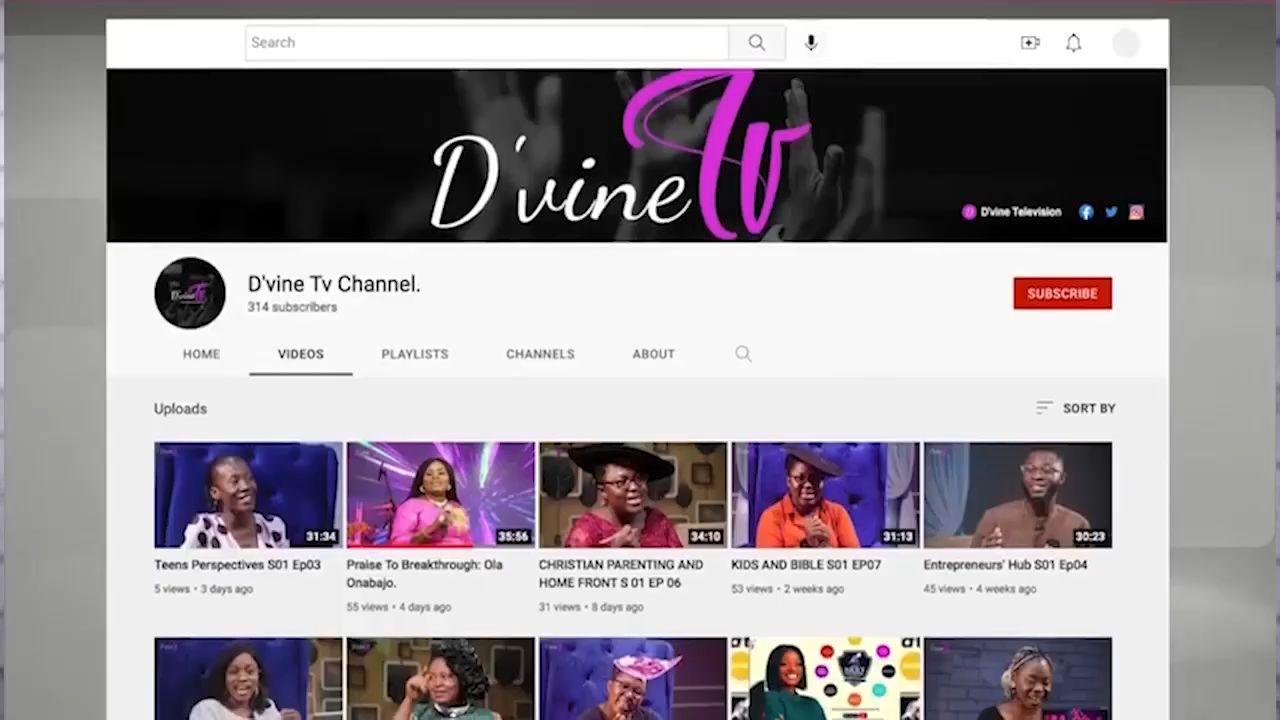 Search
D'vine Tv
D'vine Television
D'vine Tv Channel.
314 subscribers
SUBSCRIBE
HOME VIDEOS PLAYLISTS CHANNELS ABOUT
Uploads
SORT BY
31:34 35:56 34:10 31:13 30:23
Teens Perspectives S01 Ep03
5 views • 3 days ago
Praise To Breakthrough: Ola
Onabajo.
55 views • 4 days ago
CHRISTIAN PARENTING AND
HOME FRONT S 01 EP 06
31 views • 8 days ago
KIDS AND BIBLE S01 EP07
53 views • 2 weeks ago
Entrepreneurs' Hub S01 Ep04
45 views • 4 weeks ago